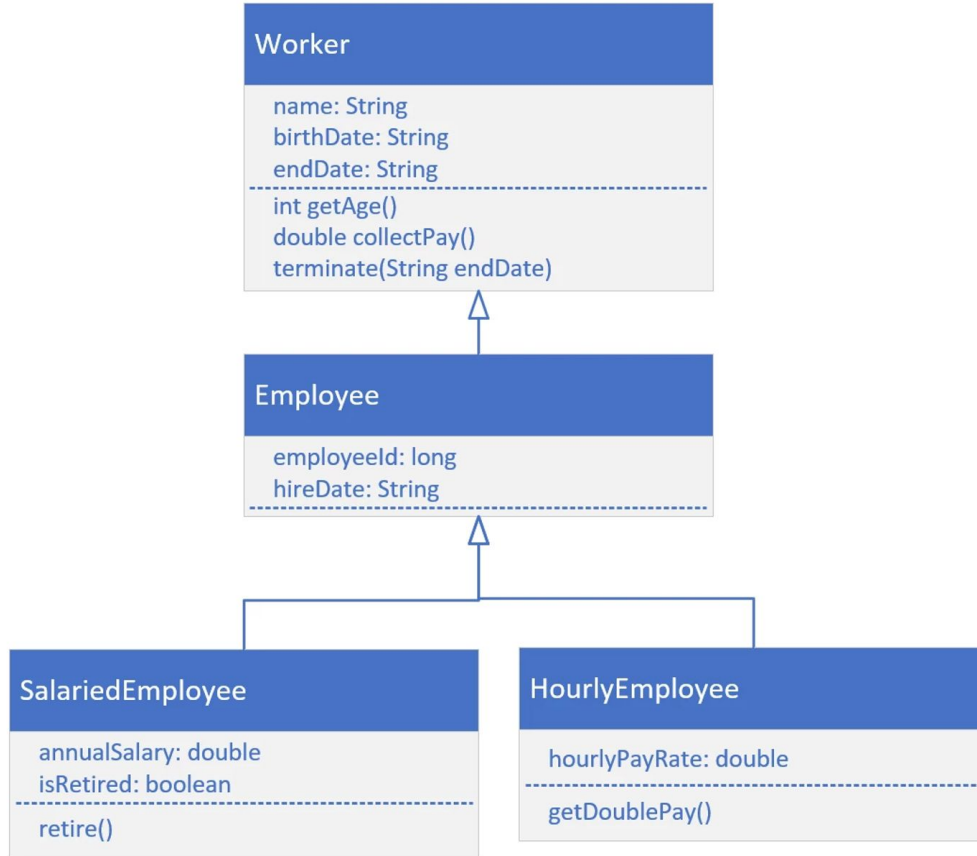 Worker
name: String
birthDate: String
endDate: String
int getAge()
double collectPay()
terminate(String endDate)
Employee
employeeId: long
hireDate: String
SalariedEmployee
annualSalary: double
isRetired: boolean
retire()
HourlyEmployee
hourlyPayRate: double
getDoublePay()